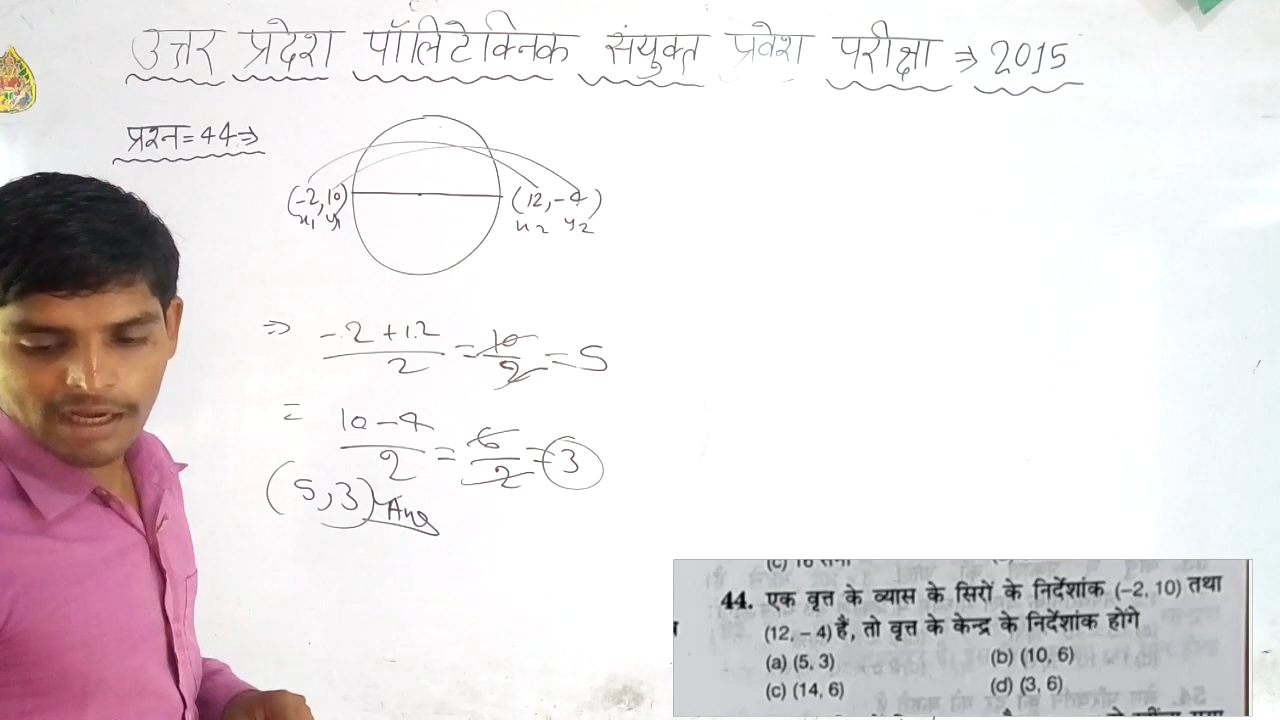 उत्तर प्रदेश पॉलिटेक्निक संयुक्त प्रवेश परीक्षा ⇒ 2015
प्रश्न = 44 ⇒
(-2, 10) (12, -4)
x₁ y₁ x₂ y₂
⇒ -2+12/2 = 10/2 = 5
= 10-4/2 = 6/2 = 3
(5, 3) Ans
44. एक वृत्त के व्यास के सिरों के निर्देशांक (–2, 10) तथा
(12, – 4) हैं, तो वृत्त के केन्द्र के निर्देशांक होंगे
(a) (5, 3) (b) (10, 6)
(c) (14, 6) (d) (3, 6)